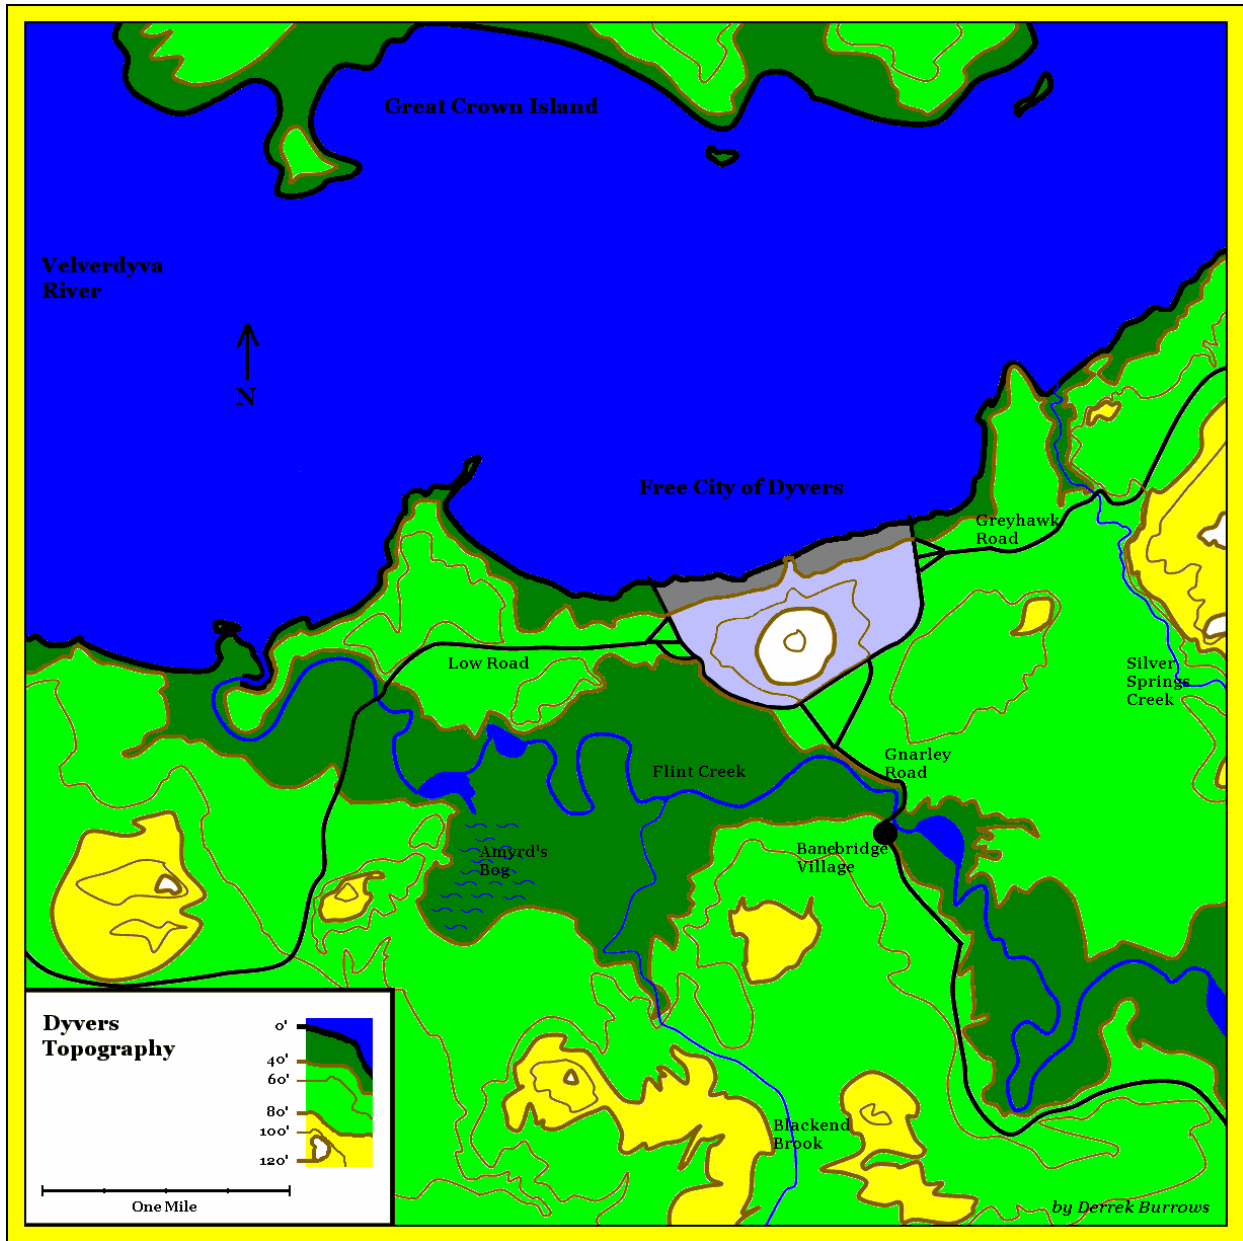 Great Crown Island
Velverdyva
River
N
Free City of Dyvers
Greyhawk
Road
Low Road
Silver
Springs
Creek
Gnarley
Road
Flint Creek
Amyrd's
Bog
Banebridge
Village
Blackend
Brook
Dyvers
Topography
0'
40'
60'
80'
100'
120'
One Mile
by Derrek Burrows